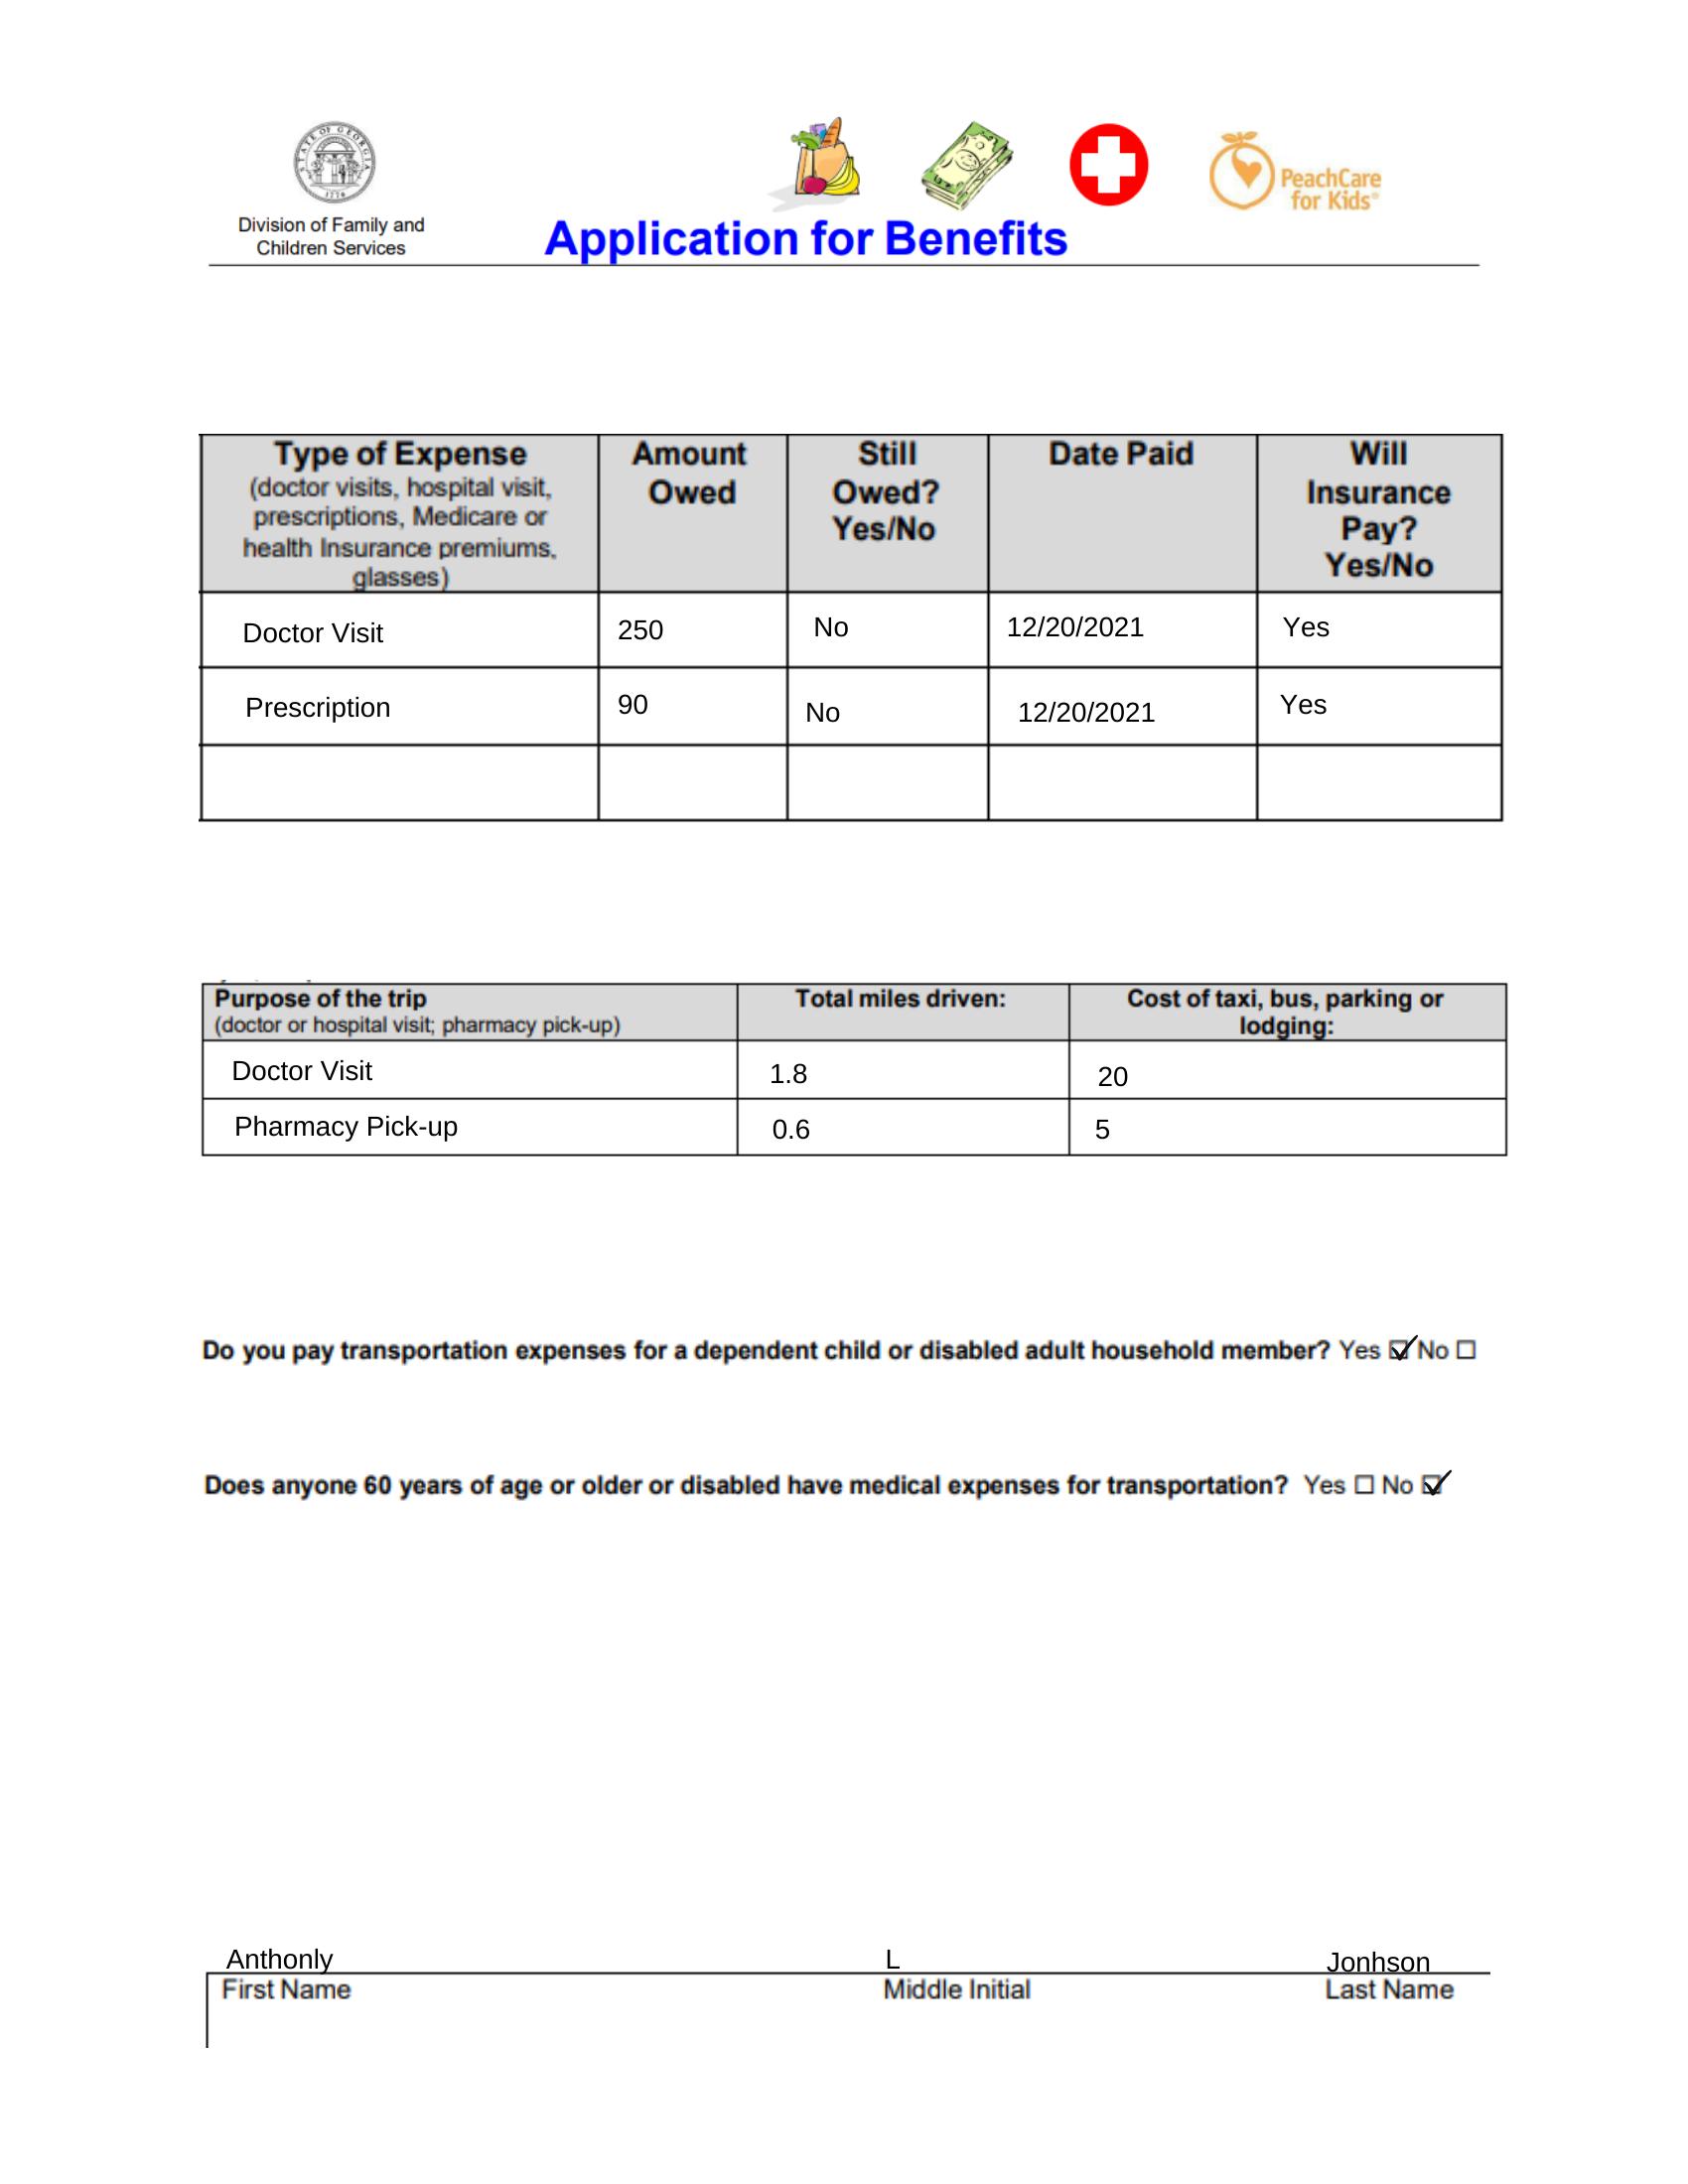 STATE OF GEORGIA
1776
Division of Family and
Children Services
Application for Benefits
PeachCare
for Kids®
Type of Expense
(doctor visits, hospital visit,
prescriptions, Medicare or
health Insurance premiums,
glasses)
Amount
Owed
Still
Owed?
Yes/No
Date Paid
Will
Insurance
Pay?
Yes/No
Doctor Visit 250 No 12/20/2021 Yes
Prescription 90 No 12/20/2021 Yes
Purpose of the trip
(doctor or hospital visit; pharmacy pick-up)
Total miles driven:
Cost of taxi, bus, parking or
lodging:
Doctor Visit 1.8 20
Pharmacy Pick-up 0.6 5
Do you pay transportation expenses for a dependent child or disabled adult household member? Yes ☑ No ☐
Does anyone 60 years of age or older or disabled have medical expenses for transportation? Yes ☐ No ☑
Anthonly L Jonhson
First Name Middle Initial Last Name